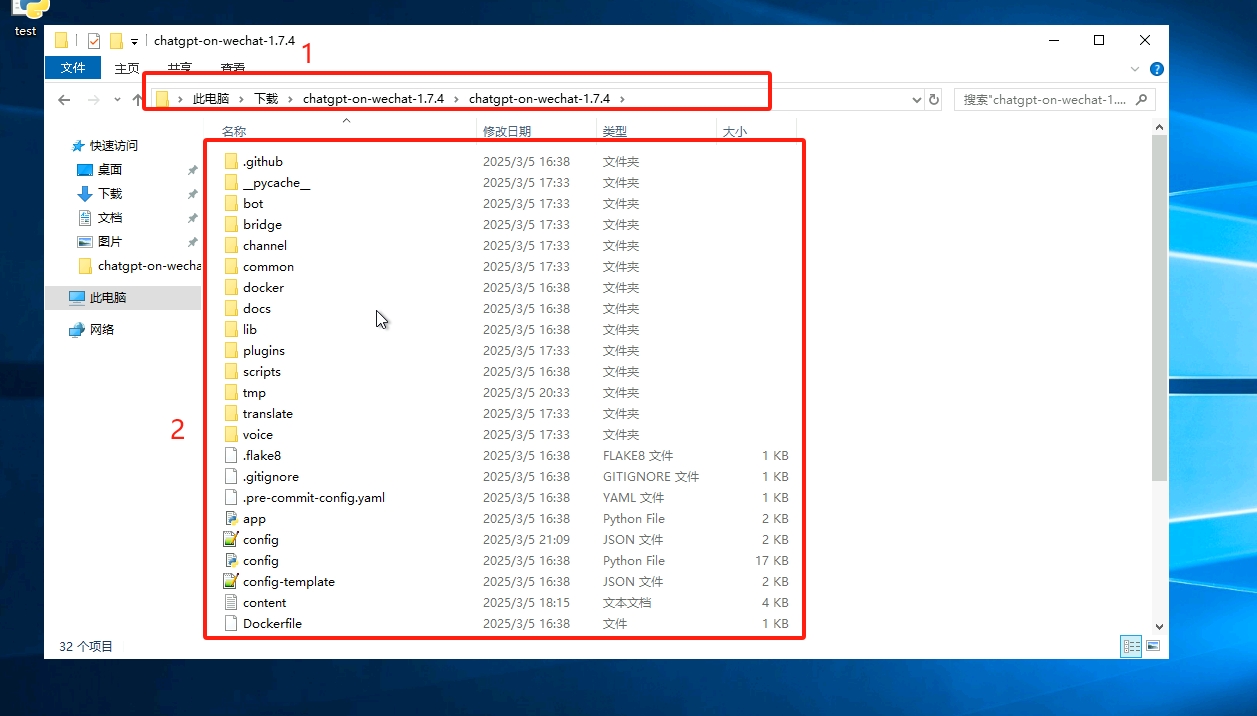 test
chatgpt-on-wechat-1.7.4
1
文件 主页 共享 查看
此电脑 下载 chatgpt-on-wechat-1.7.4 chatgpt-on-wechat-1.7.4
搜索"chatgpt-on-wechat-1....
快速访问
桌面
下载
文档
图片
chatgpt-on-wecha
此电脑
网络
2
名称 修改日期 类型 大小
.github 2025/3/5 16:38 文件夹
__pycache__ 2025/3/5 17:33 文件夹
bot 2025/3/5 17:33 文件夹
bridge 2025/3/5 17:33 文件夹
channel 2025/3/5 17:33 文件夹
common 2025/3/5 17:33 文件夹
docker 2025/3/5 16:38 文件夹
docs 2025/3/5 16:38 文件夹
lib 2025/3/5 16:38 文件夹
plugins 2025/3/5 17:33 文件夹
scripts 2025/3/5 16:38 文件夹
tmp 2025/3/5 20:33 文件夹
translate 2025/3/5 17:33 文件夹
voice 2025/3/5 17:33 文件夹
.flake8 2025/3/5 16:38 FLAKE8 文件 1 KB
.gitignore 2025/3/5 16:38 GITIGNORE 文件 1 KB
.pre-commit-config.yaml 2025/3/5 16:38 YAML 文件 1 KB
app 2025/3/5 16:38 Python File 2 KB
config 2025/3/5 21:09 JSON 文件 2 KB
config 2025/3/5 16:38 Python File 17 KB
config-template 2025/3/5 16:38 JSON 文件 2 KB
content 2025/3/5 18:15 文本文档 4 KB
Dockerfile 2025/3/5 16:38 文件 1 KB
32 个项目